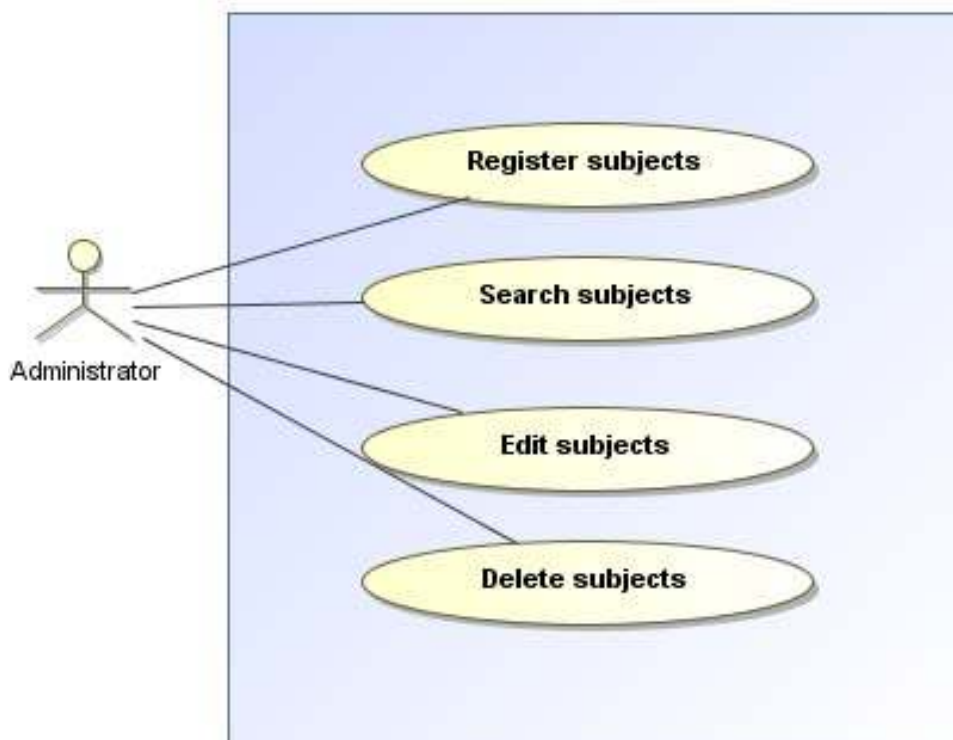 Register subjects
Search subjects
Administrator
Edit subjects
Delete subjects